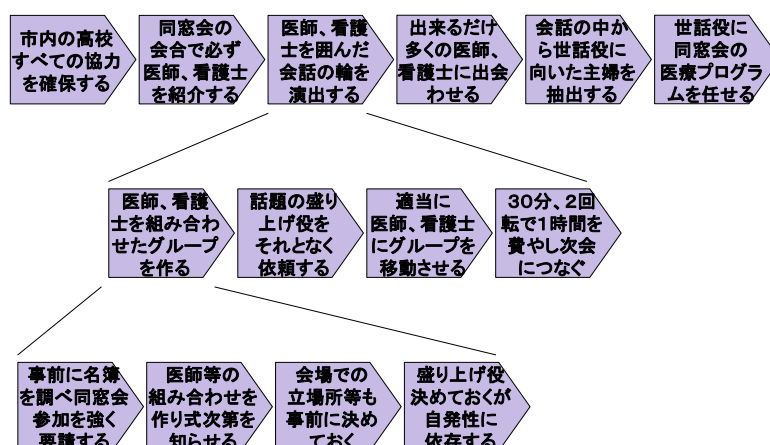 市内の高校
すべての協力
を確保する
同窓会の
会合で必ず
医師、看護士
を紹介する
医師、看護
士を囲んだ
会話の輪を
演出する
出来るだけ
多くの医師、
看護士に出会
わせる
会話の中か
ら世話役に
向いた主婦を
抽出する
世話役に
同窓会の
医療プログラ
ムを任せる
医師、看護
士を組み合わ
せたグループ
を作る
話題の盛り
上げ役を
それとなく
依頼する
適当に
医師、看護士
にグループを
移動させる
30分、2回
転で1時間を
費やし次会
につなぐ
事前に名簿
を調べ同窓会
参加を強く
要請する
医師等の
組み合わせを
作り式次第を
知らせる
会場での
立場所等も
事前に決め
ておく
盛り上げ役
決めておくが
自発性に
依存する